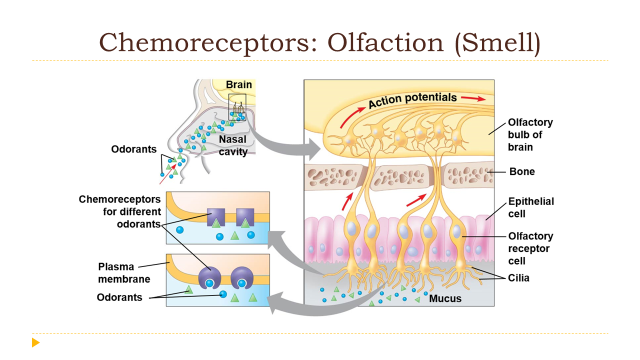 Chemoreceptors: Olfaction (Smell)
Brain
Action potentials
Nasal
cavity
Odorants
Olfactory
bulb of
brain
Bone
Chemoreceptors
for different
odorants
Epithelial
cell
Olfactory
receptor
cell
Plasma
membrane
Odorants
Cilia
Mucus